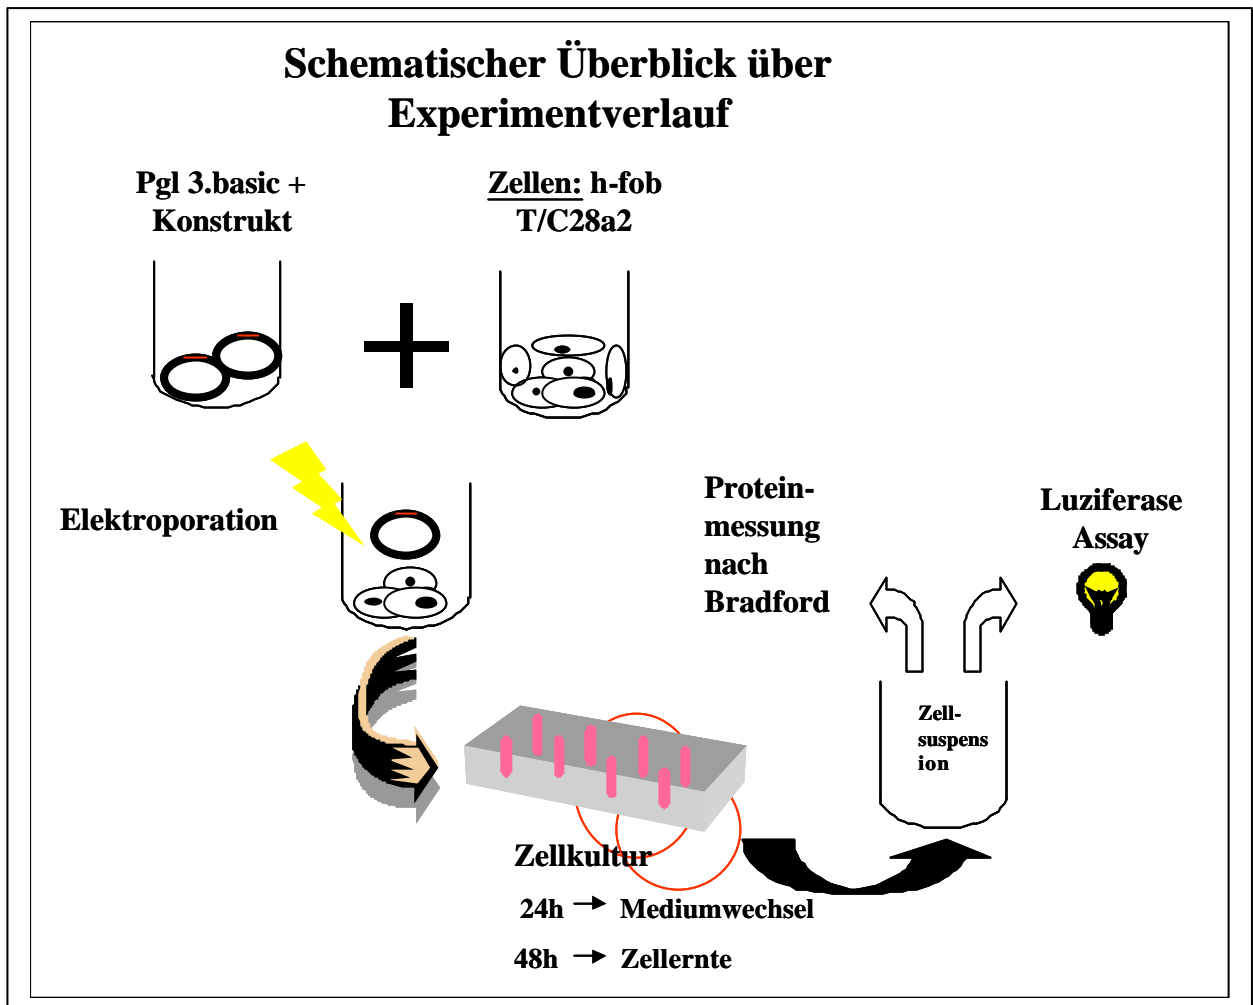 Schematischer Überblick über
Experimentverlauf
Pgl 3.basic +
Konstrukt
Zellen: h-fob
T/C28a2
Elektroporation
Protein-
messung
nach
Bradford
Luziferase
Assay
Zell-
suspens
ion
Zellkultur
24h → Mediumwechsel
48h → Zellernte